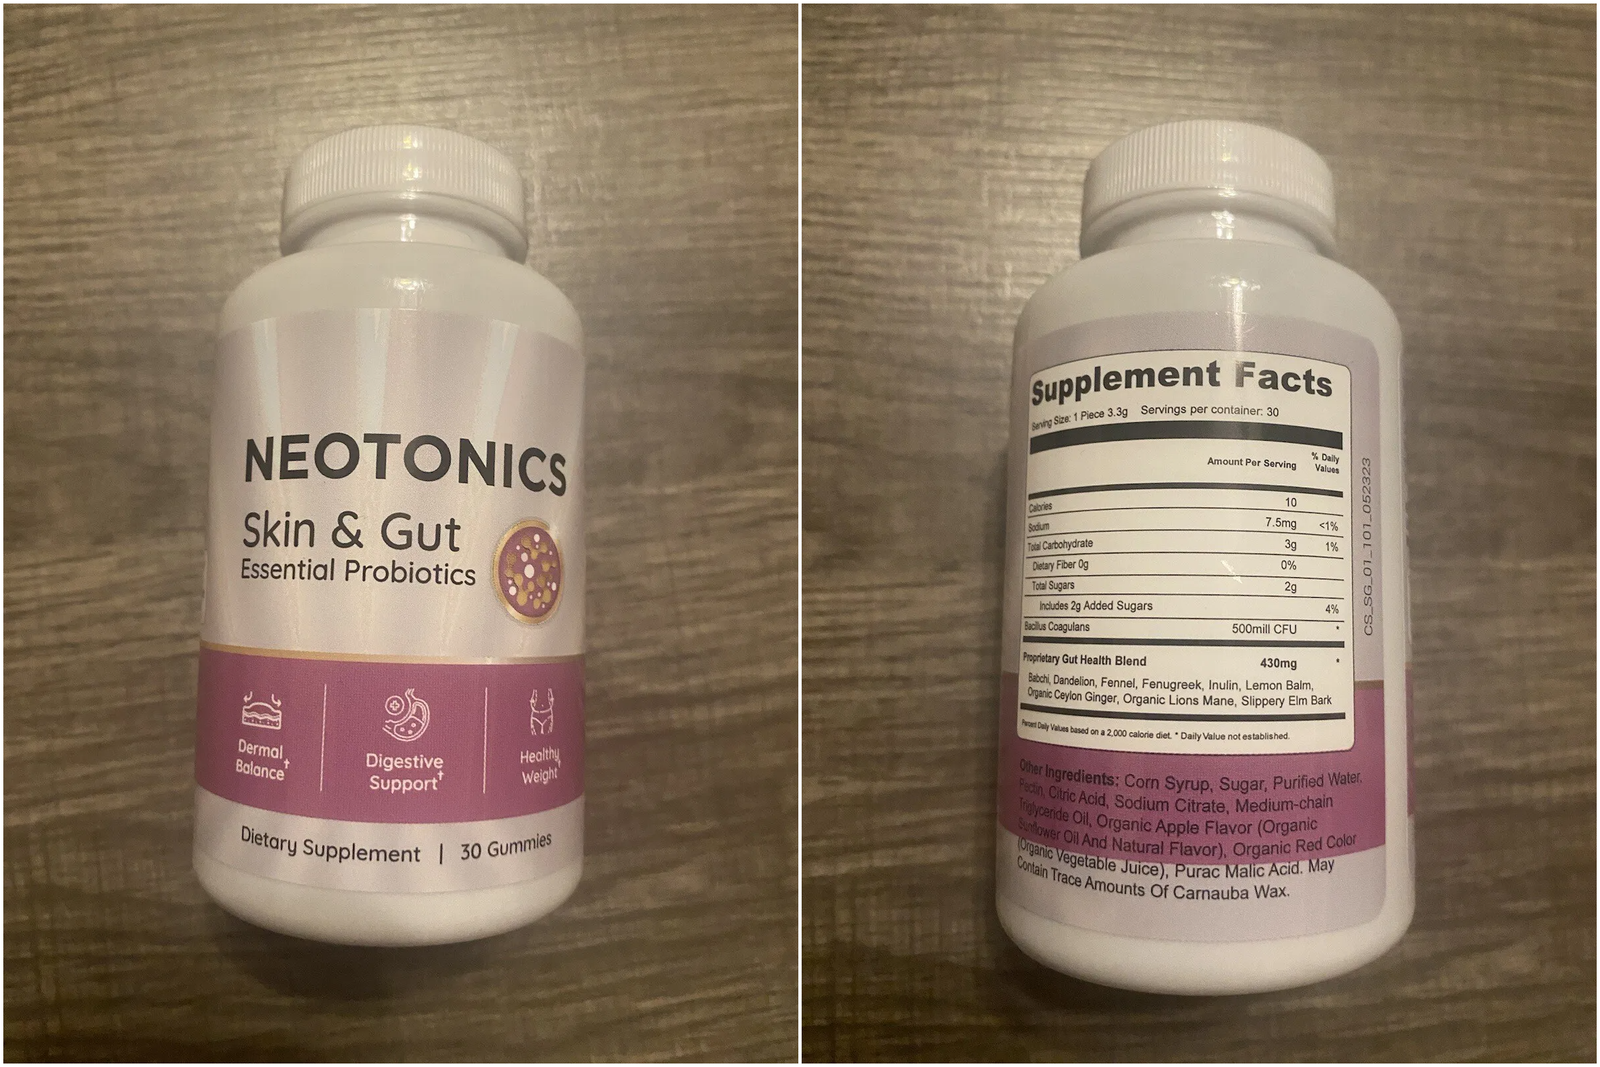 NEOTONICS
Skin & Gut
Essential Probiotics
Dermal
Balance†
Digestive
Support†
Healthy
Weight†
Dietary Supplement | 30 Gummies
Supplement Facts
Serving Size: 1 Piece 3.3g Servings per container: 30
Amount Per Serving % Daily
Values
Calories 10
Sodium 7.5mg <1%
Total Carbohydrate 3g 1%
Dietary Fiber 0g 0%
Total Sugars 2g
Includes 2g Added Sugars 4%
Bacillus Coagulans 500mill CFU *
Proprietary Gut Health Blend 430mg *
Babchi, Dandelion, Fennel, Fenugreek, Inulin, Lemon Balm,
Organic Ceylon Ginger, Organic Lions Mane, Slippery Elm Bark
Percent Daily Values based on a 2,000 calorie diet. * Daily Value not established.
Other Ingredients: Corn Syrup, Sugar, Purified Water,
Pectin, Citric Acid, Sodium Citrate, Medium-chain
Triglyceride Oil, Organic Apple Flavor (Organic
Sunflower Oil And Natural Flavor), Organic Red Color
(Organic Vegetable Juice), Purac Malic Acid. May
Contain Trace Amounts Of Carnauba Wax.
CS_SG_01_101_052323